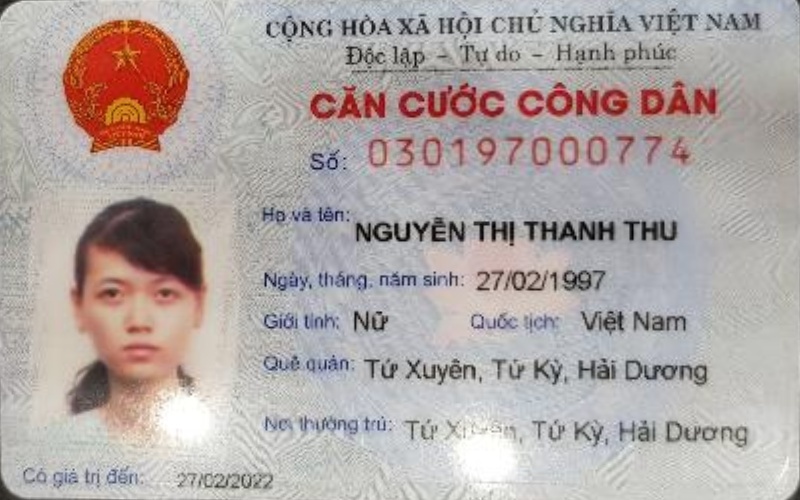 CỘNG HÒA XÃ HỘI CHỦ NGHĨA VIỆT NAM
Độc lập – Tự do – Hạnh phúc
CĂN CƯỚC CÔNG DÂN
Số: 030197000774
Họ và tên: NGUYỄN THỊ THANH THU
Ngày, tháng, năm sinh: 27/02/1997
Giới tính: Nữ Quốc tịch: Việt Nam
Quê quán: Tứ Xuyên, Tứ Kỳ, Hải Dương
Nơi thường trú: Tứ Xuyên, Tứ Kỳ, Hải Dương
Có giá trị đến: 27/02/2022